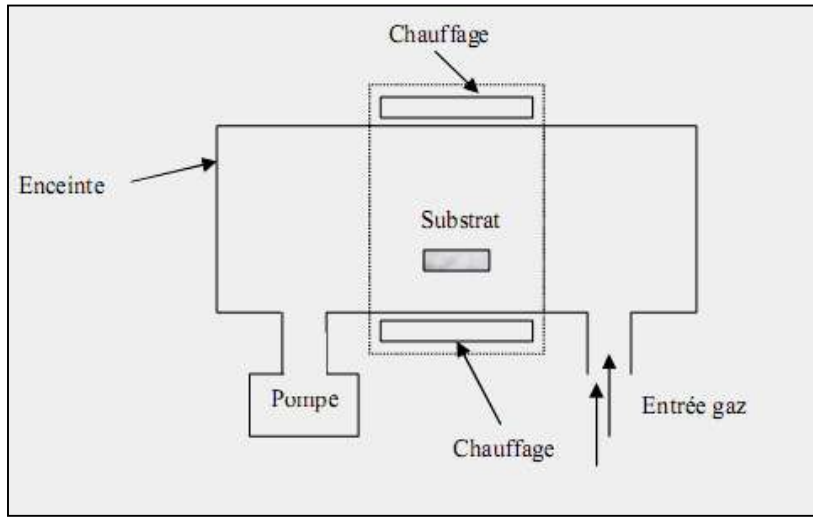 Chauffage
Enceinte
Substrat
Pompe
Entrée gaz
Chauffage